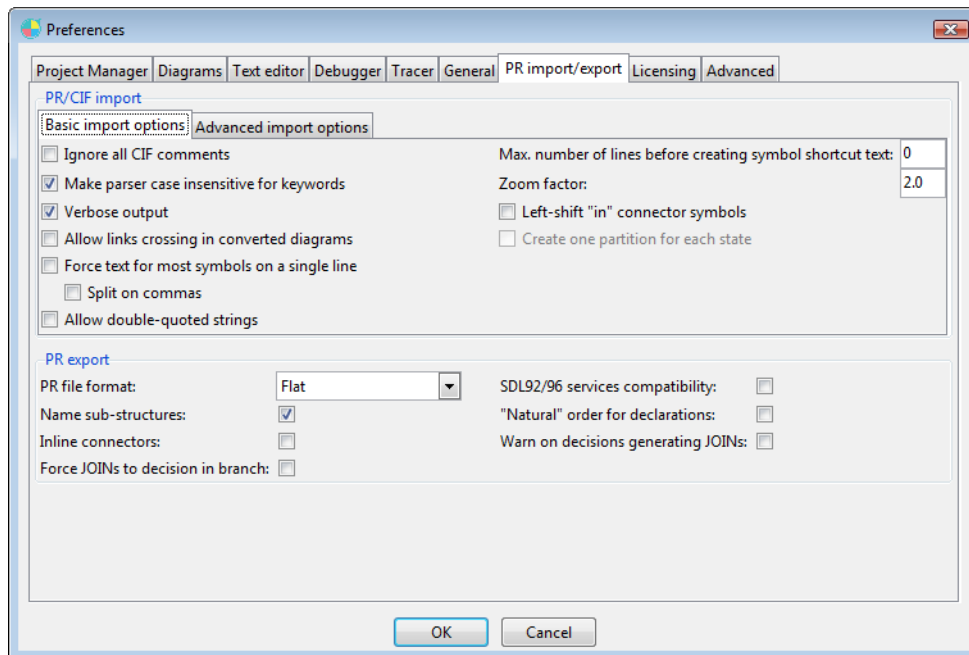 Preferences
Project Manager Diagrams Text editor Debugger Tracer General PR import/export Licensing Advanced
PR/CIF import
Basic import options Advanced import options
Ignore all CIF comments Max. number of lines before creating symbol shortcut text: 0
Make parser case insensitive for keywords Zoom factor: 2.0
Verbose output Left-shift "in" connector symbols
Allow links crossing in converted diagrams Create one partition for each state
Force text for most symbols on a single line
Split on commas
Allow double-quoted strings
PR export
PR file format: Flat SDL92/96 services compatibility:
Name sub-structures: "Natural" order for declarations:
Inline connectors: Warn on decisions generating JOINs:
Force JOINs to decision in branch:
OK Cancel